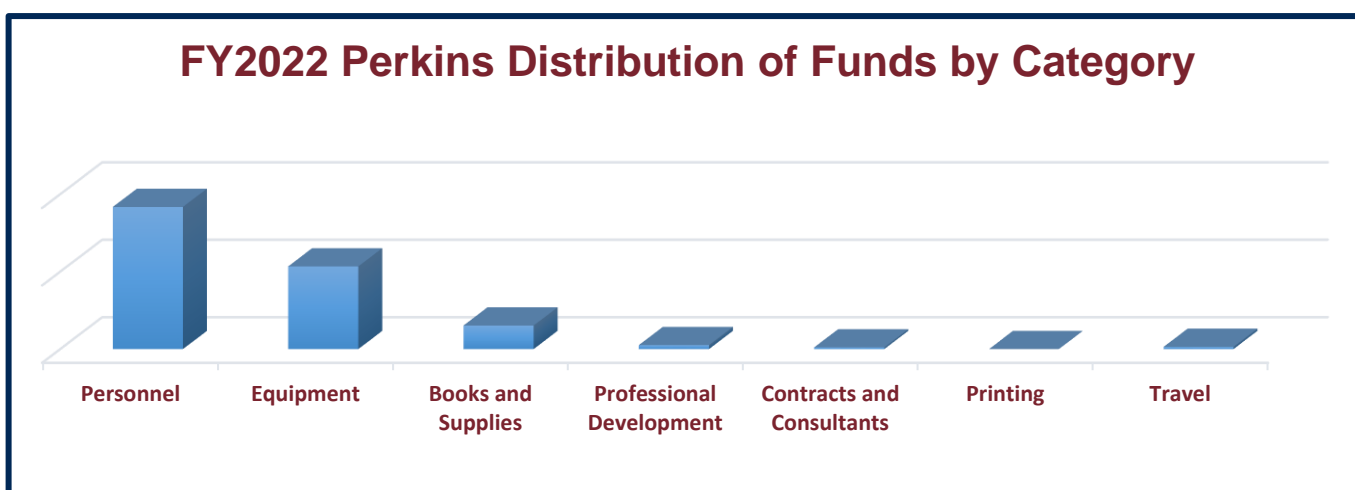 FY2022 Perkins Distribution of Funds by Category
Personnel
Equipment
Books and
Supplies
Professional
Development
Contracts and
Consultants
Printing
Travel